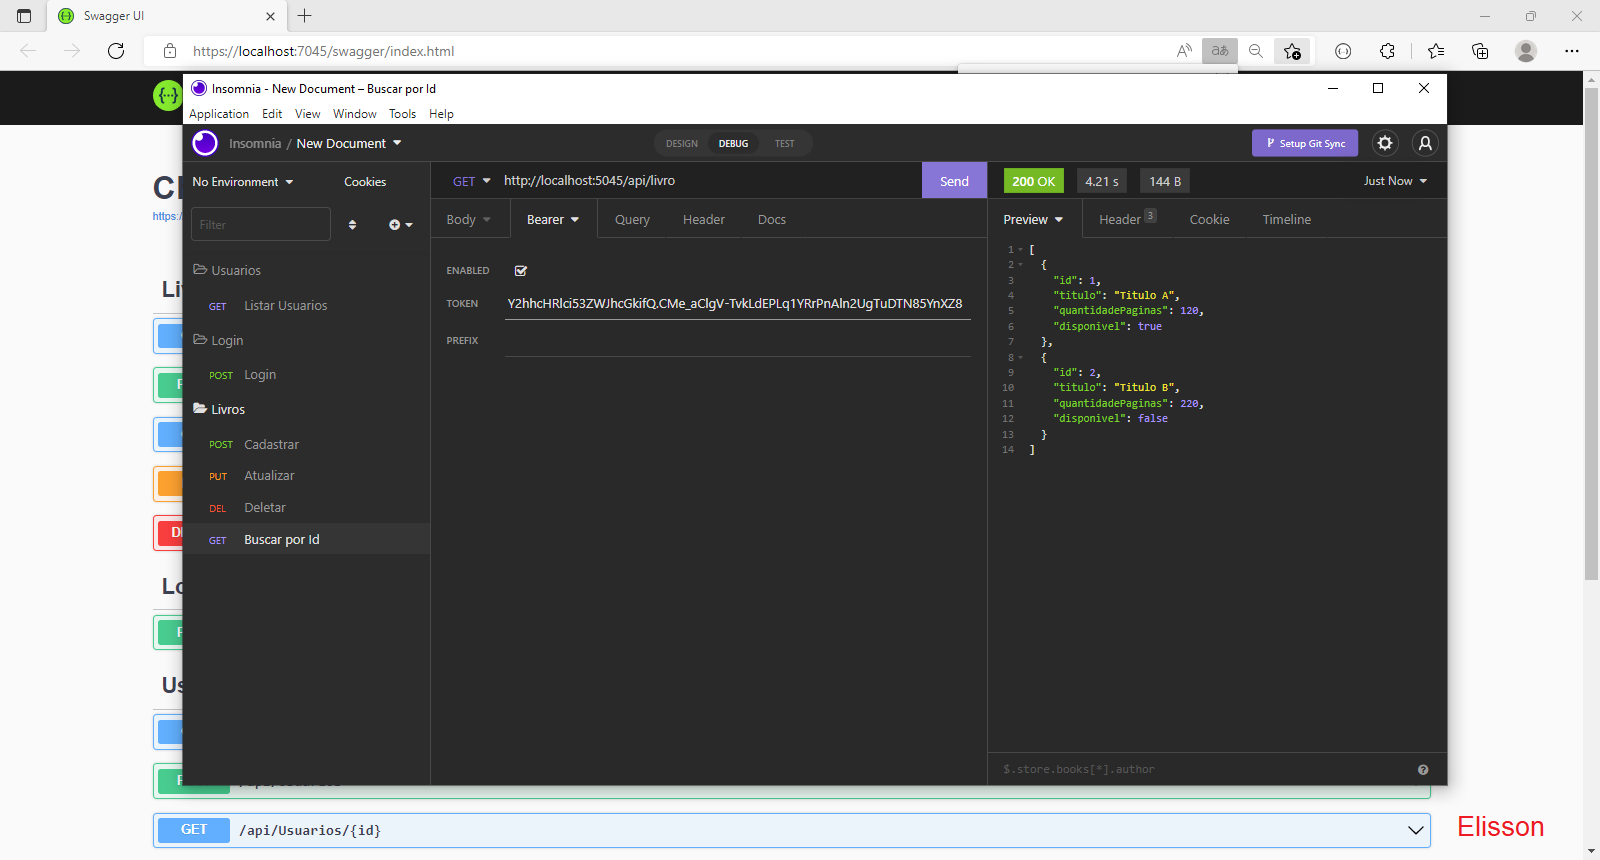 Swagger UI
https://localhost:7045/swagger/index.html
Insomnia - New Document – Buscar por Id
Application Edit View Window Tools Help
Insomnia / New Document
DESIGN DEBUG TEST
Setup Git Sync
No Environment
Cookies
GET http://localhost:5045/api/livro
Send
200 OK 4.21 s 144 B
Just Now
Filter
Body Bearer Query Header Docs
Preview Header 3 Cookie Timeline
Usuarios
GET Listar Usuarios
Login
POST Login
Livros
POST Cadastrar
PUT Atualizar
DEL Deletar
GET Buscar por Id
ENABLED
TOKEN
PREFIX
1 [
2 {
3 "id": 1,
4 "titulo": "Titulo A",
5 "quantidadePaginas": 120,
6 "disponivel": true
7 },
8 {
9 "id": 2,
10 "titulo": "Titulo B",
11 "quantidadePaginas": 220,
12 "disponivel": false
13 }
14 ]
$.store.books[*].author
GET /api/Usuarios/{id}
Elisson